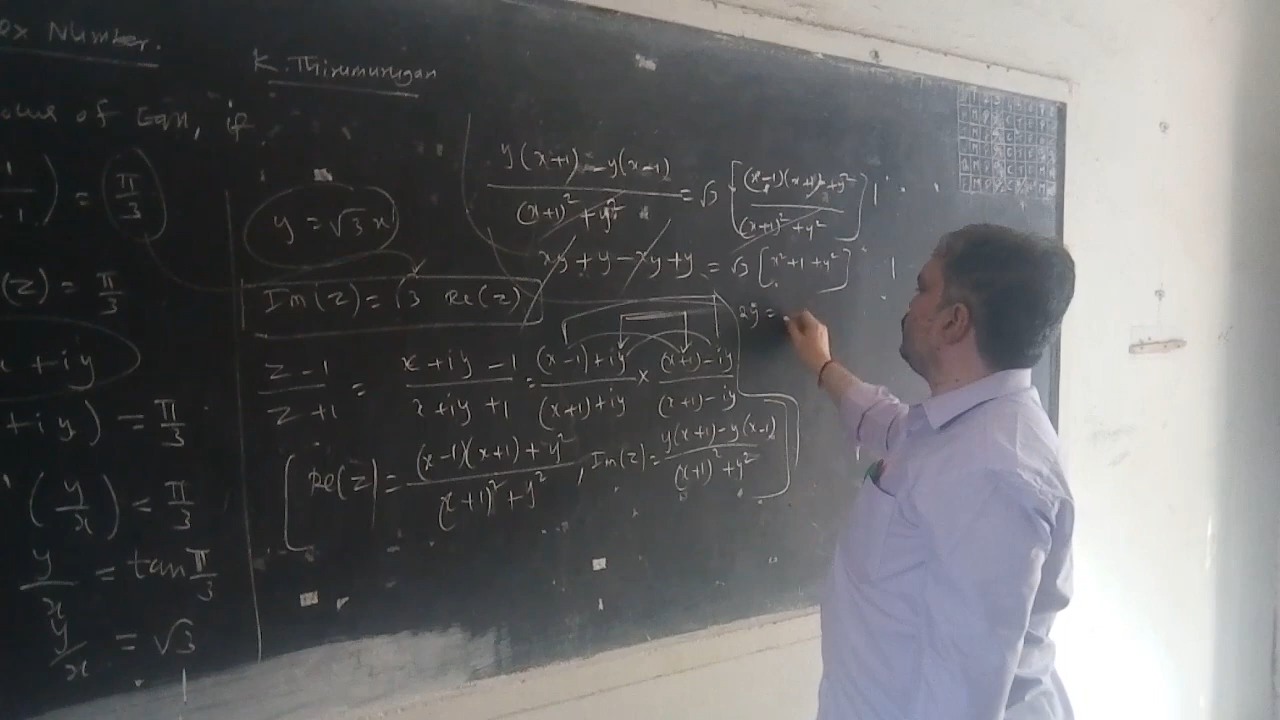 ex Number.
K. Thirumurugan
of Eqn, if
1) = π/3
(z) = π/3
x + iy
+ iy) = π/3
(y/x) = π/3
y/x = tan π/3
y/x = √3
y = √3 x
Im(z) = √3 Re(z)
(z-1)/(z+1) = (x+iy-1)/(x+iy+1) = ((x-1)+iy)/((x+1)+iy) × ((x+1)-iy)/((x+1)-iy)
[Re(z) = ((x-1)(x+1)+y²)/((x+1)²+y²), Im(z) = (y(x+1)-y(x-1))/((x+1)²+y²)]
(y(x+1)-y(x-1))/((x+1)²+y²) = √3 [((x-1)(x+1)+y²)/((x+1)²+y²)]
xy+y-xy+y = √3 [x²+1+y²]
2y =